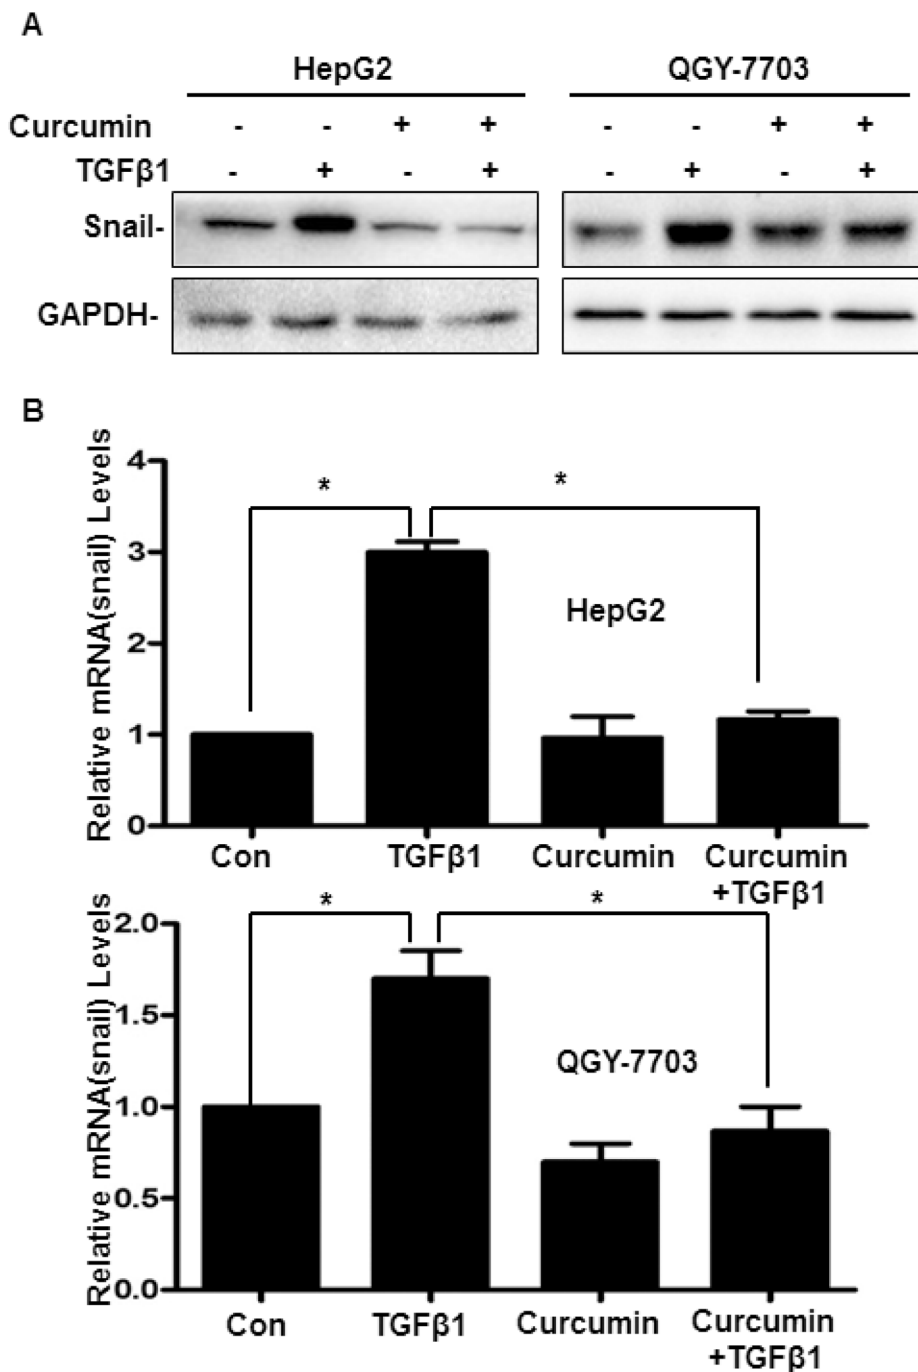 A
HepG2 QGY-7703
Curcumin - - + + - - + +
TGFβ1 - + - + - + - +
Snail-
GAPDH-
B
Relative mRNA(snail) Levels
4
3
2
1
0
* *
HepG2
Con TGFβ1 Curcumin Curcumin
+TGFβ1
Relative mRNA(snail) Levels
2.0
1.5
1.0
0.5
0.0
* *
QGY-7703
Con TGFβ1 Curcumin Curcumin
+TGFβ1